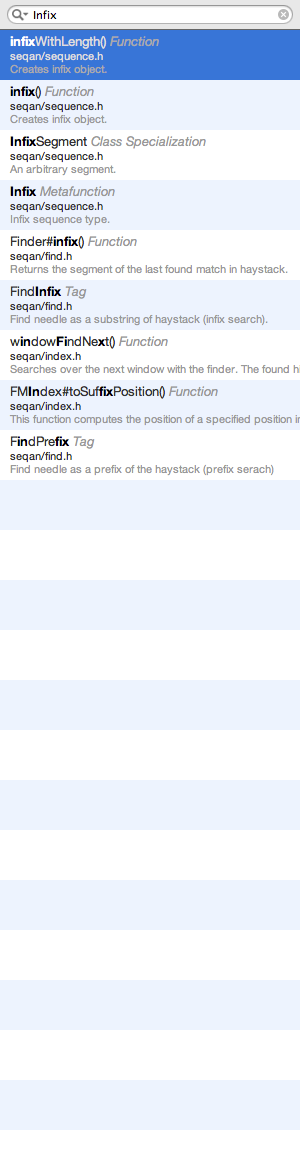 Infix
infixWithLength() Function
seqan/sequence.h
Creates infix object.
infix() Function
seqan/sequence.h
Creates infix object.
InfixSegment Class Specialization
seqan/sequence.h
An arbitrary segment.
Infix Metafunction
seqan/sequence.h
Infix sequence type.
Finder#infix() Function
seqan/find.h
Returns the segment of the last found match in haystack.
FindInfix Tag
seqan/find.h
Find needle as a substring of haystack (infix search).
windowFindNext() Function
seqan/index.h
Searches over the next window with the finder. The found h
FMIndex#toSuffixPosition() Function
seqan/index.h
This function computes the position of a specified position in
FindPrefix Tag
seqan/find.h
Find needle as a prefix of the haystack (prefix serach)